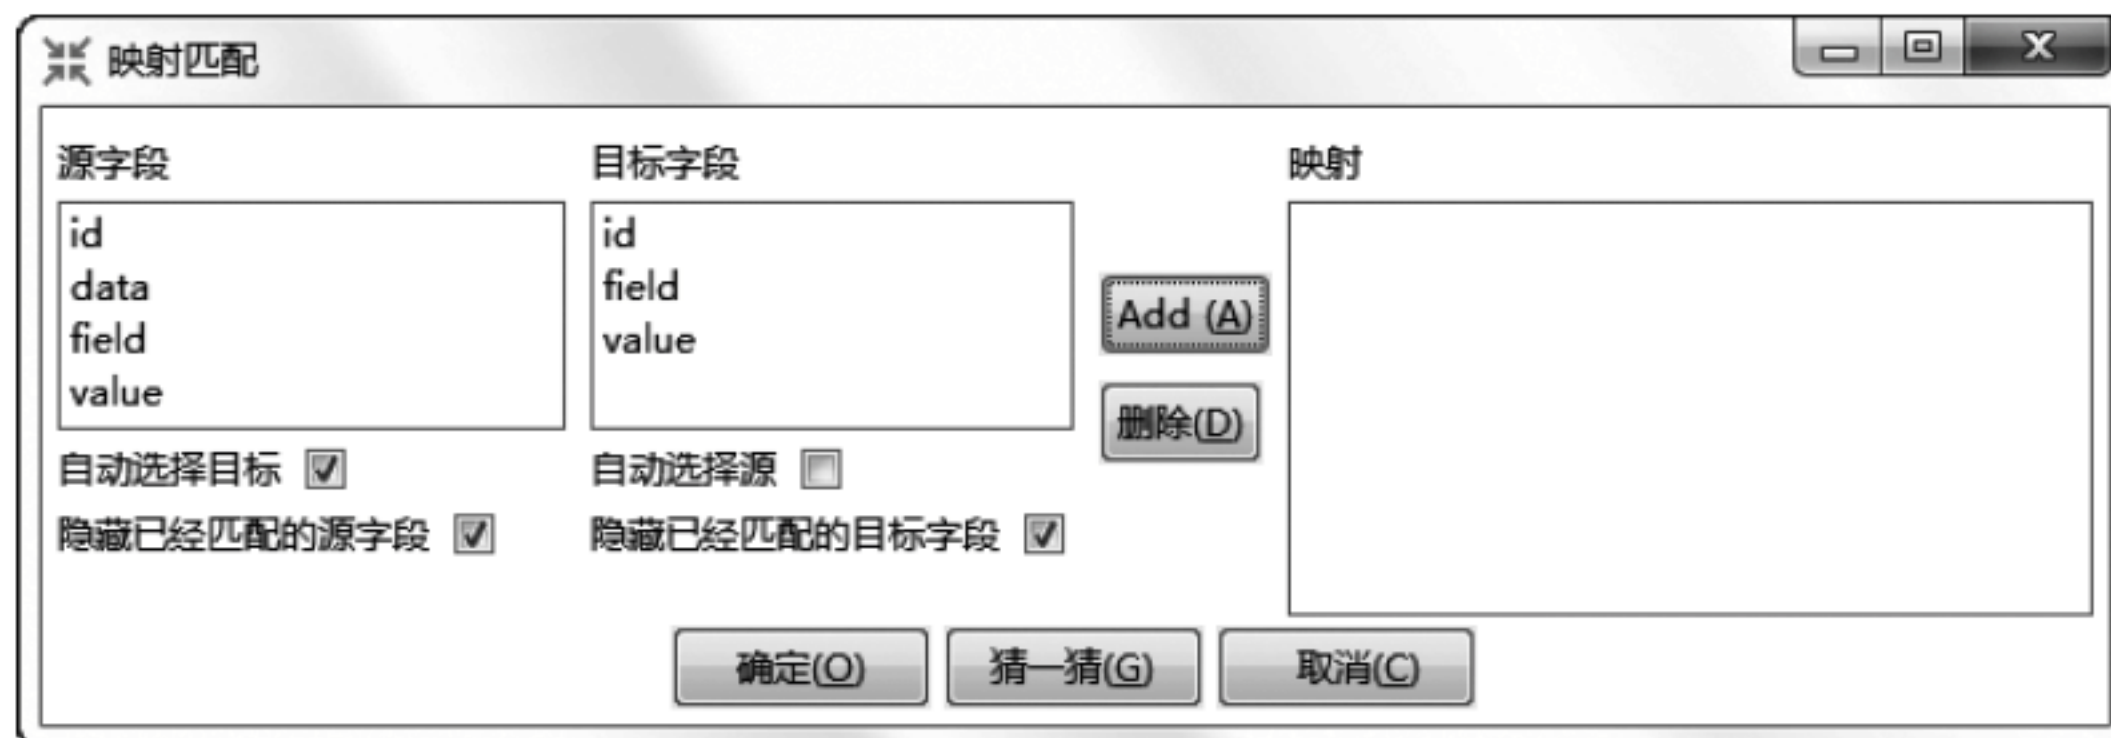 映射匹配
源字段
目标字段
映射
id
data
field
value
id
field
value
Add (A)
删除(D)
自动选择目标
自动选择源
隐藏已经匹配的源字段
隐藏已经匹配的目标字段
确定(O)
猜一猜(G)
取消(C)